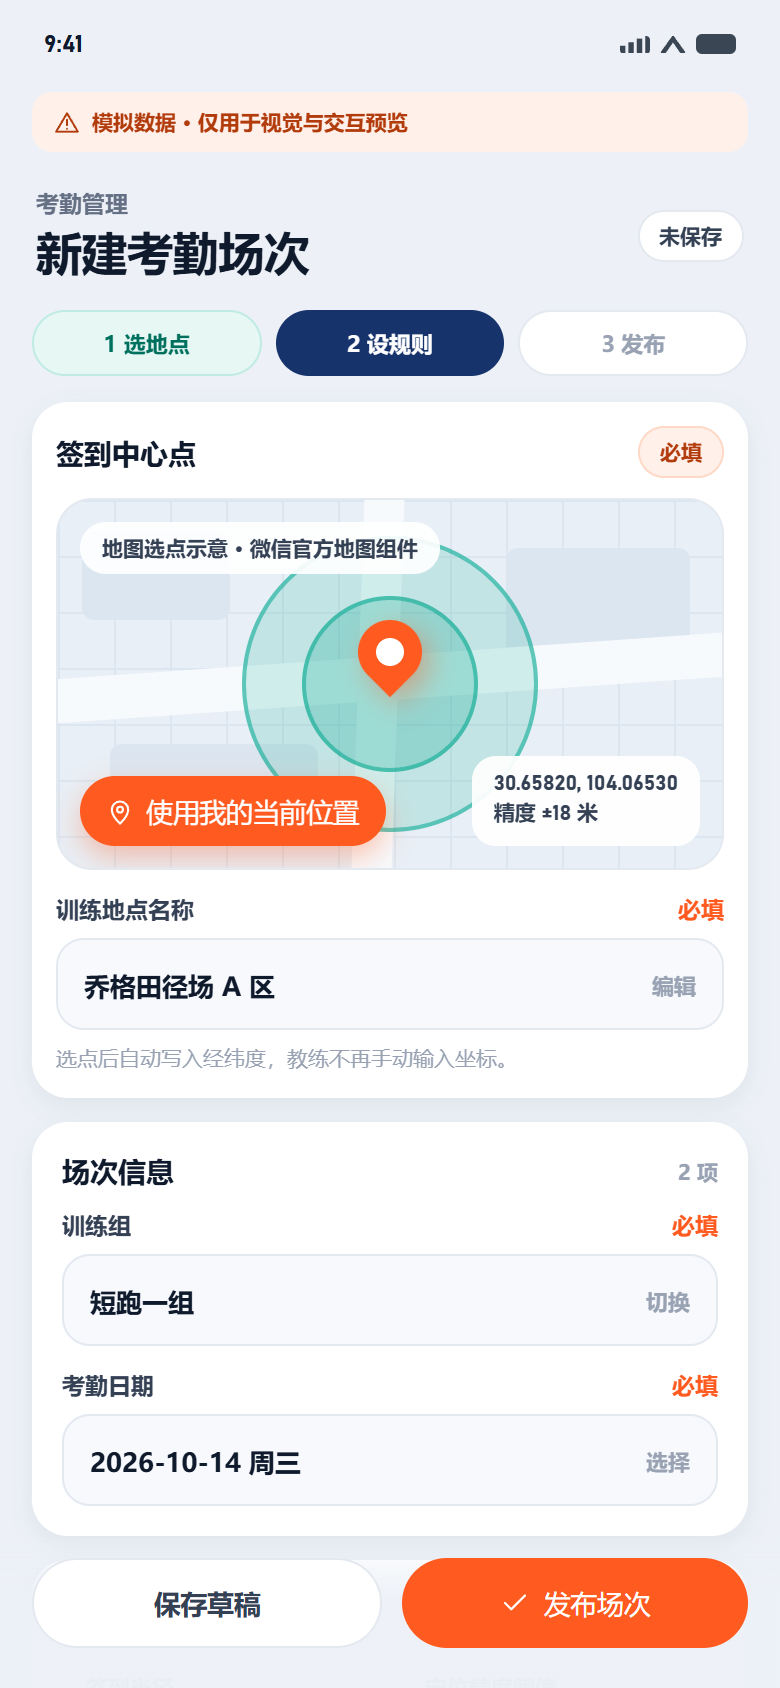 9:41
模拟数据 • 仅用于视觉与交互预览
考勤管理
新建考勤场次
未保存
1 选地点
2 设规则
3 发布
签到中心点
必填
地图选点示意 • 微信官方地图组件
使用我的当前位置
30.65820, 104.06530
精度 ±18 米
训练地点名称
必填
乔格田径场 A 区
编辑
选点后自动写入经纬度，教练不再手动输入坐标。
场次信息
2 项
训练组
必填
短跑一组
切换
考勤日期
必填
2026-10-14 周三
选择
保存草稿
发布场次